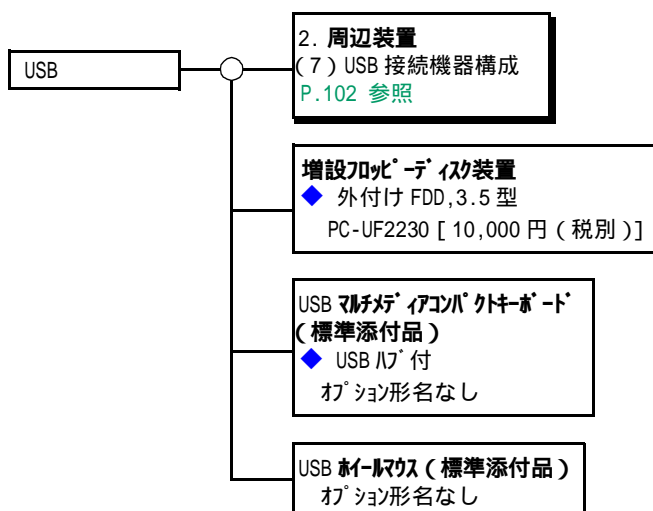 USB
2. 周辺装置
(7) USB 接続機器構成
P.102 参照
増設ﾌﾛｯﾋﾟｰﾃﾞｨｽｸ装置
◆ 外付け FDD,3.5 型
PC-UF2230 [ 10,000 円 ( 税別 )]
USB ﾏﾙﾁﾒﾃﾞｨｱｺﾝﾊﾟｸﾄｷｰﾎﾞｰﾄﾞ
( 標準添付品 )
◆ USB ﾊﾌﾞ付
ｵﾌﾟｼｮﾝ形名なし
USB ﾎｲｰﾙﾏｳｽ ( 標準添付品 )
ｵﾌﾟｼｮﾝ形名なし